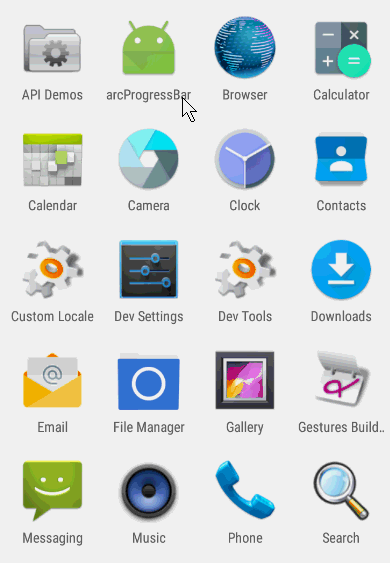 API Demos
arcProgressBar
Browser
Calculator
Calendar
Camera
Clock
Contacts
Custom Locale
Dev Settings
Dev Tools
Downloads
Email
File Manager
Gallery
Gestures Build..
Messaging
Music
Phone
Search